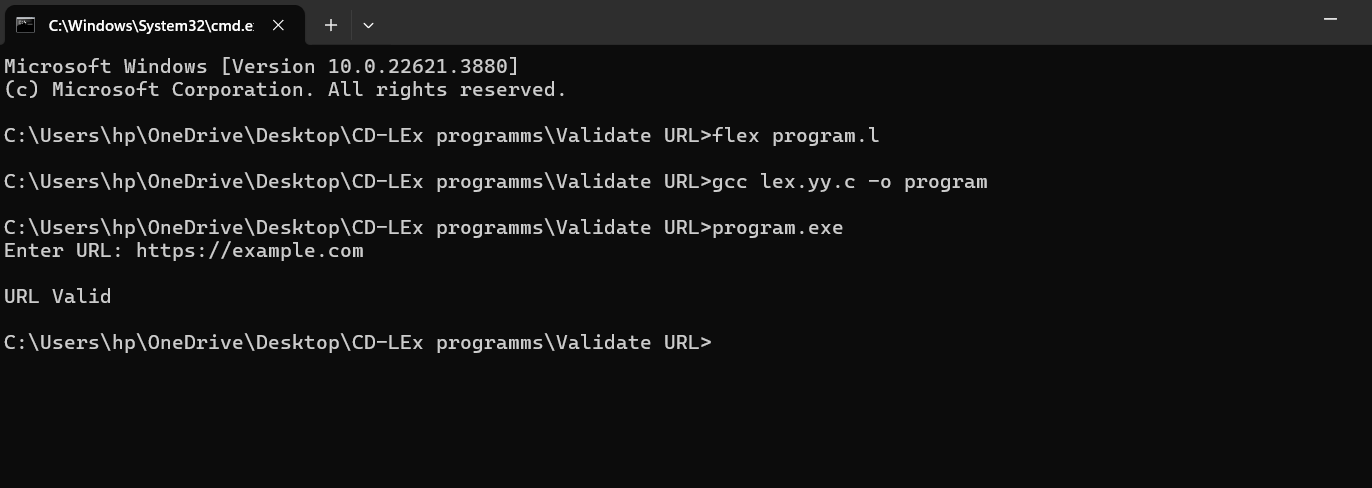 C:\Windows\System32\cmd.e
Microsoft Windows [Version 10.0.22621.3880]
(c) Microsoft Corporation. All rights reserved.
C:\Users\hp\OneDrive\Desktop\CD-LEx programms\Validate URL>flex program.l
C:\Users\hp\OneDrive\Desktop\CD-LEx programms\Validate URL>gcc lex.yy.c -o program
C:\Users\hp\OneDrive\Desktop\CD-LEx programms\Validate URL>program.exe
Enter URL: https://example.com
URL Valid
C:\Users\hp\OneDrive\Desktop\CD-LEx programms\Validate URL>